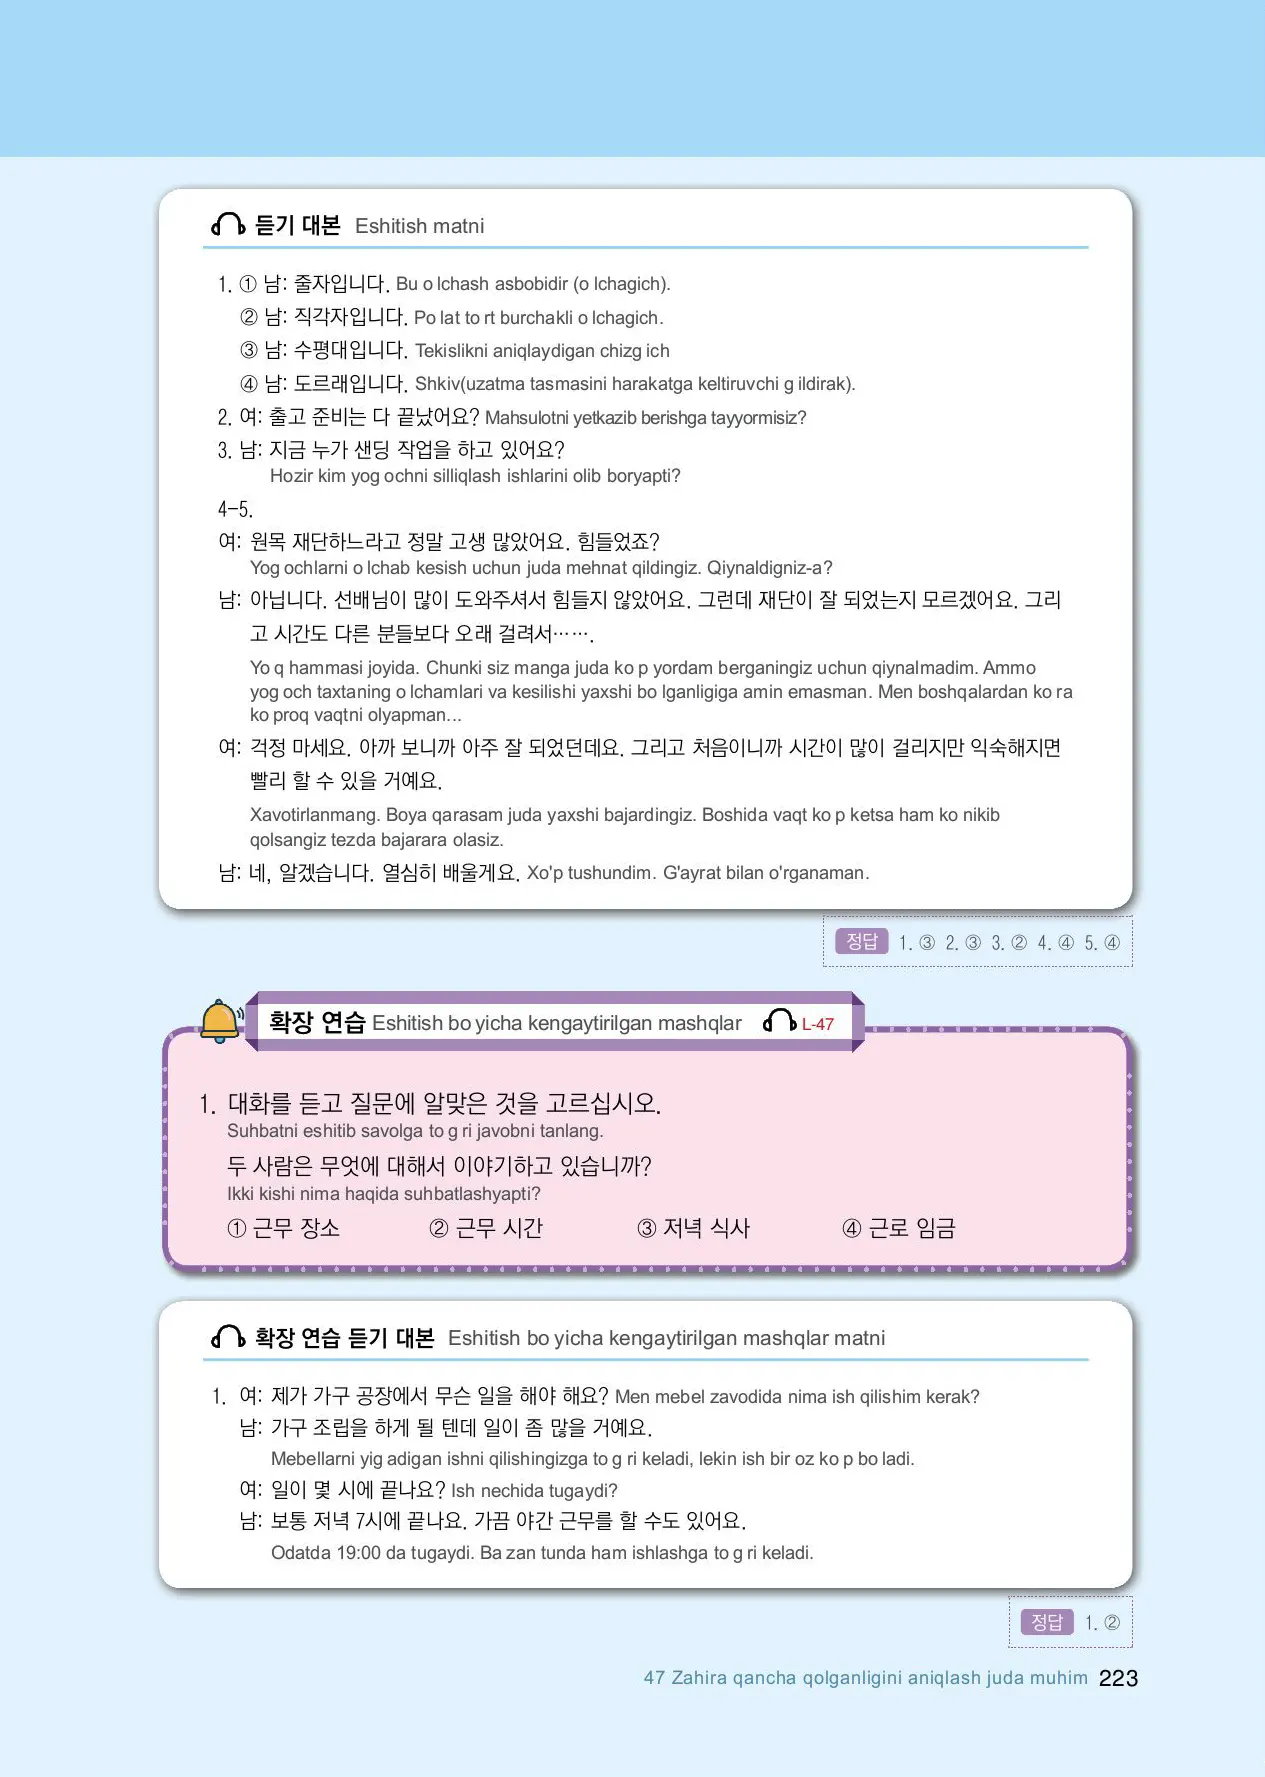 듣기 대본 Eshitish matni
1. ① 남: 줄자입니다. Bu o lchash asbobidir (o lchagich).
② 남: 직각자입니다. Po lat to rt burchakli o lchagich.
③ 남: 수평대입니다. Tekislikni aniqlaydigan chizg ich
④ 남: 도르래입니다. Shkiv(uzatma tasmasini harakatga keltiruvchi g ildirak).
2. 여: 출고 준비는 다 끝났어요? Mahsulotni yetkazib berishga tayyormisiz?
3. 남: 지금 누가 샌딩 작업을 하고 있어요?
Hozir kim yog ochni silliqlash ishlarini olib boryapti?
4-5.
여: 원목 재단하느라고 정말 고생 많았어요. 힘들었죠?
Yog ochlarni o lchab kesish uchun juda mehnat qildingiz. Qiynaldigniz-a?
남: 아닙니다. 선배님이 많이 도와주셔서 힘들지 않았어요. 그런데 재단이 잘 되었는지 모르겠어요. 그리
고 시간도 다른 분들보다 오래 걸려서…….
Yo q hammasi joyida. Chunki siz manga juda ko p yordam berganingiz uchun qiynalmadim. Ammo
yog och taxtaning o lchamlari va kesilishi yaxshi bo lganligiga amin emasman. Men boshqalardan ko ra
ko proq vaqtni olyapman...
여: 걱정 마세요. 아까 보니까 아주 잘 되었던데요. 그리고 처음이니까 시간이 많이 걸리지만 익숙해지면
빨리 할 수 있을 거예요.
Xavotirlanmang. Boya qarasam juda yaxshi bajardingiz. Boshida vaqt ko p ketsa ham ko nikib
qolsangiz tezda bajarara olasiz.
남: 네, 알겠습니다. 열심히 배울게요. Xo'p tushundim. G'ayrat bilan o'rganaman.
정답 1. ③ 2. ③ 3. ② 4. ④ 5. ④
확장 연습 Eshitish bo yicha kengaytirilgan mashqlar L-47
1. 대화를 듣고 질문에 알맞은 것을 고르십시오.
Suhbatni eshitib savolga to g ri javobni tanlang.
두 사람은 무엇에 대해서 이야기하고 있습니까?
Ikki kishi nima haqida suhbatlashyapti?
① 근무 장소 ② 근무 시간 ③ 저녁 식사 ④ 근로 임금
확장 연습 듣기 대본 Eshitish bo yicha kengaytirilgan mashqlar matni
1. 여: 제가 가구 공장에서 무슨 일을 해야 해요? Men mebel zavodida nima ish qilishim kerak?
남: 가구 조립을 하게 될 텐데 일이 좀 많을 거예요.
Mebellarni yig adigan ishni qilishingizga to g ri keladi, lekin ish bir oz ko p bo ladi.
여: 일이 몇 시에 끝나요? Ish nechida tugaydi?
남: 보통 저녁 7시에 끝나요. 가끔 야간 근무를 할 수도 있어요.
Odatda 19:00 da tugaydi. Ba zan tunda ham ishlashga to g ri keladi.
정답 1. ②
47 Zahira qancha qolganligini aniqlash juda muhim 223